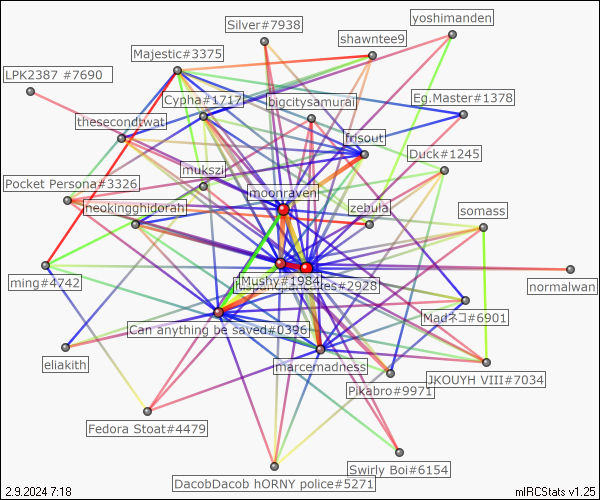 Silver#7938
yoshimanden
shawntee9
Majestic#3375
LPK2387 #7690
Cypha#1717
bigcitysamurai
Eg.Master#1378
thesecondtwat
frisout
Duck#1245
mukszil
Pocket Persona#3326
moonraven
neokingghidorah
zebula
somass
ming#4742
normalwan
#2928
Mushy#1984
Madネコ#6901
Can anything be saved#0396
eliakith
marcemadness
JKOUYH VIII#7034
Pikabro#9971
Fedora Stoat#4479
Swirly Boi#6154
DacobDacob hORNY police#5271
2.9.2024 7:18
mIRCStats v1.25